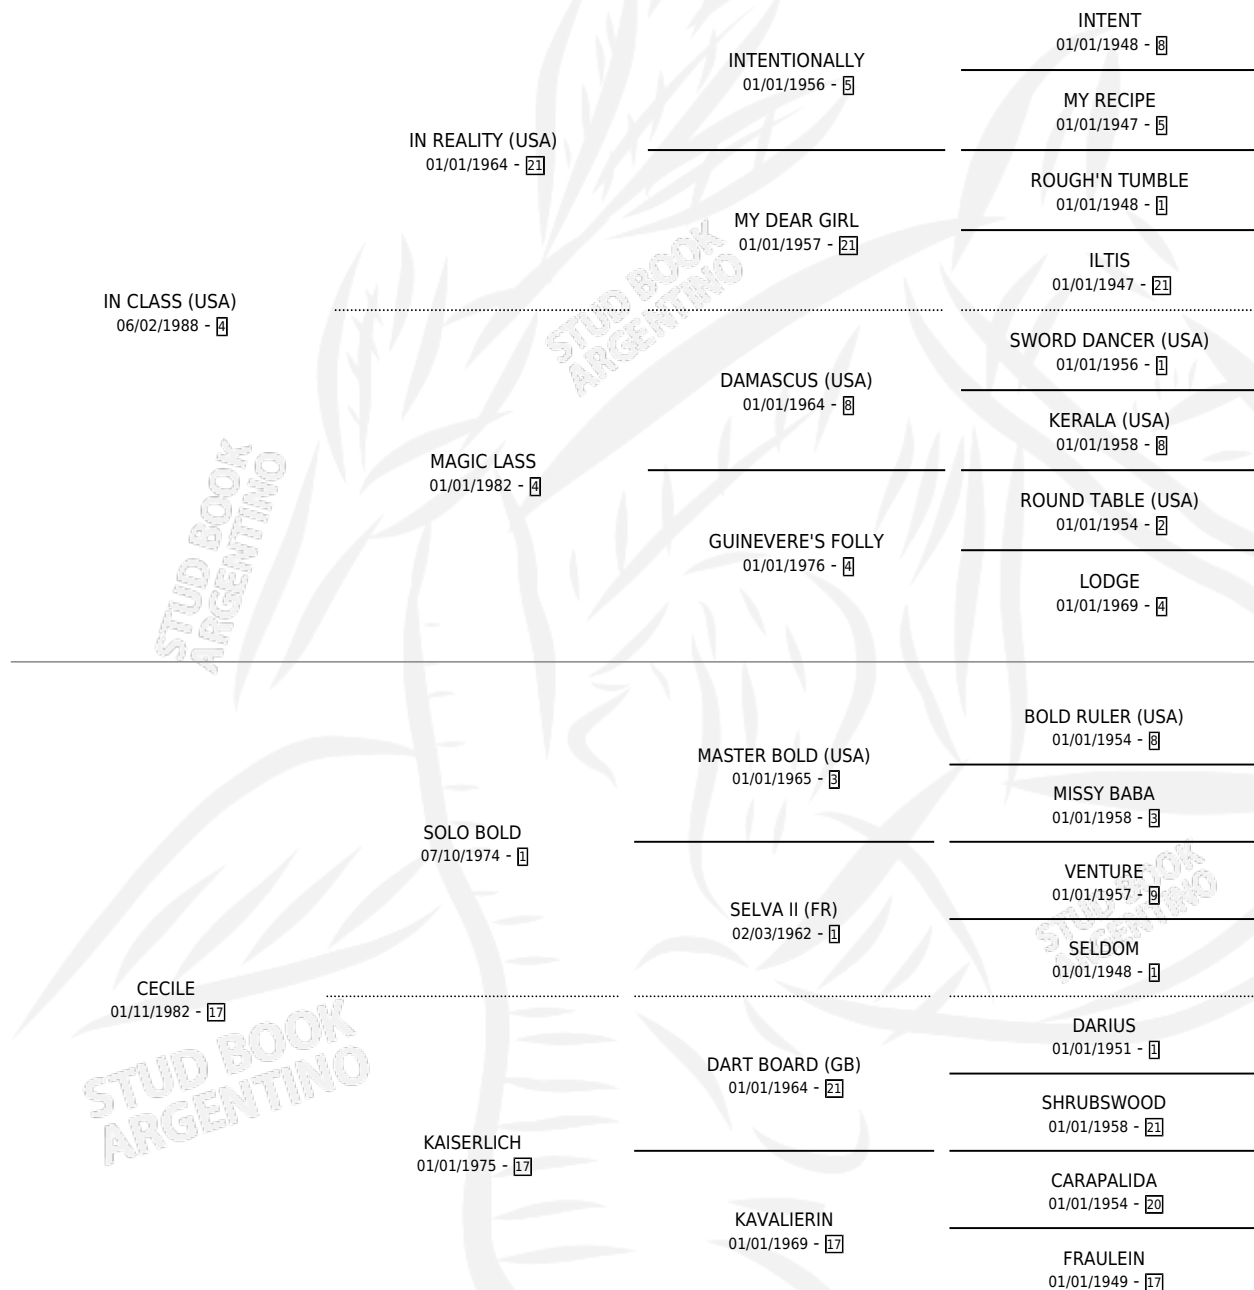 INTENT
01/01/1948 - 8
INTENTIONALLY
01/01/1956 - 5
MY RECIPE
01/01/1947 - 5
IN REALITY (USA)
01/01/1964 - 21
ROUGH'N TUMBLE
01/01/1948 - 1
MY DEAR GIRL
01/01/1957 - 21
ILTIS
01/01/1947 - 21
IN CLASS (USA)
06/02/1988 - 4
STUD BOOK
ARGENTINO
SWORD DANCER (USA)
01/01/1956 - 1
DAMASCUS (USA)
01/01/1964 - 8
KERALA (USA)
01/01/1958 - 8
MAGIC LASS
01/01/1982 - 4
ROUND TABLE (USA)
01/01/1954 - 2
GUINEVERE'S FOLLY
01/01/1976 - 4
LODGE
01/01/1969 - 4
STUD BOOK
ARGENTINO
BOLD RULER (USA)
01/01/1954 - 8
MASTER BOLD (USA)
01/01/1965 - 3
MISSY BABA
01/01/1958 - 3
SOLO BOLD
07/10/1974 - 1
VENTURE
01/01/1957 - 9
SELVA II (FR)
02/03/1962 - 1
STUD BOOK
ARGENTINO
SELDOM
01/01/1948 - 1
CECILE
01/11/1982 - 17
DARIUS
01/01/1951 - 1
DART BOARD (GB)
01/01/1964 - 21
STUD BOOK
ARGENTINO
SHRUBSWOOD
01/01/1958 - 21
KAISERLICH
01/01/1975 - 17
CARAPALIDA
01/01/1954 - 20
KAVALIERIN
01/01/1969 - 17
FRAULEIN
01/01/1949 - 17